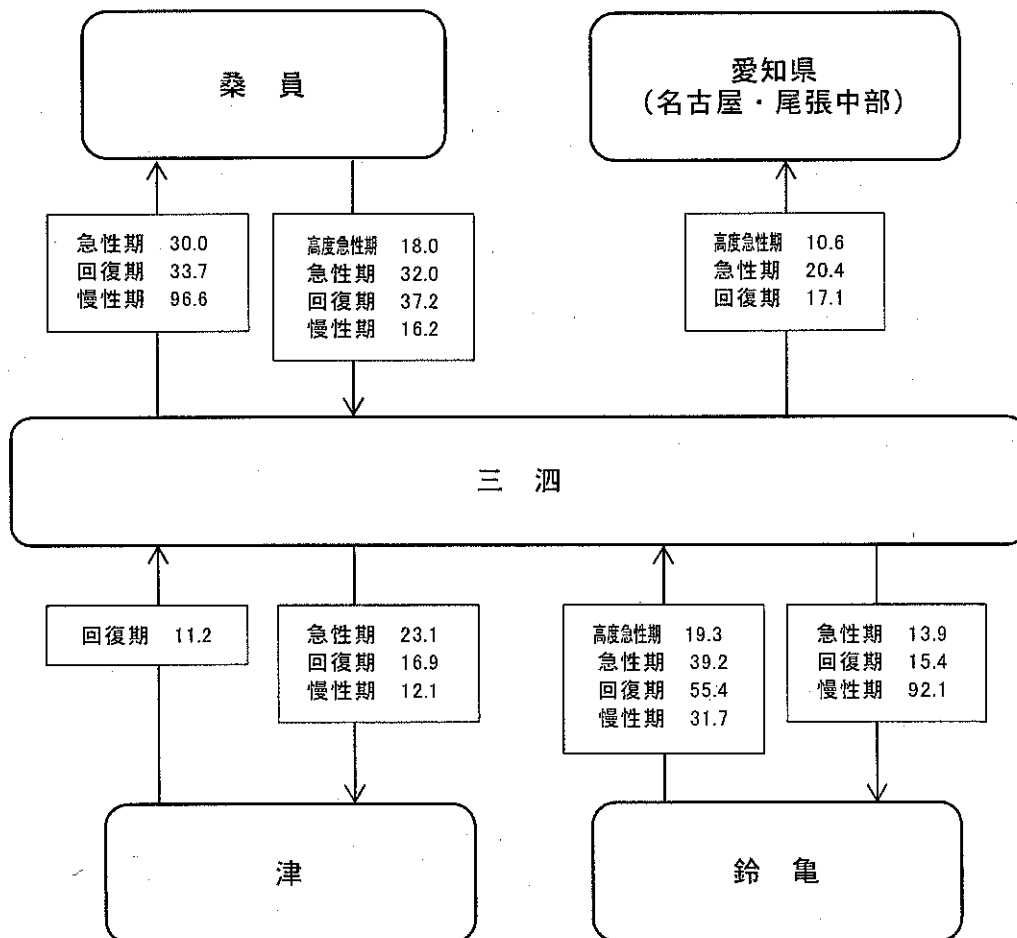 桑 員
愛知県
（名古屋・尾張中部）
急性期 30.0
回復期 33.7
慢性期 96.6
高度急性期 18.0
急性期 32.0
回復期 37.2
慢性期 16.2
高度急性期 10.6
急性期 20.4
回復期 17.1
三 泗
回復期 11.2
急性期 23.1
回復期 16.9
慢性期 12.1
高度急性期 19.3
急性期 39.2
回復期 55.4
慢性期 31.7
急性期 13.9
回復期 15.4
慢性期 92.1
津
鈴 亀